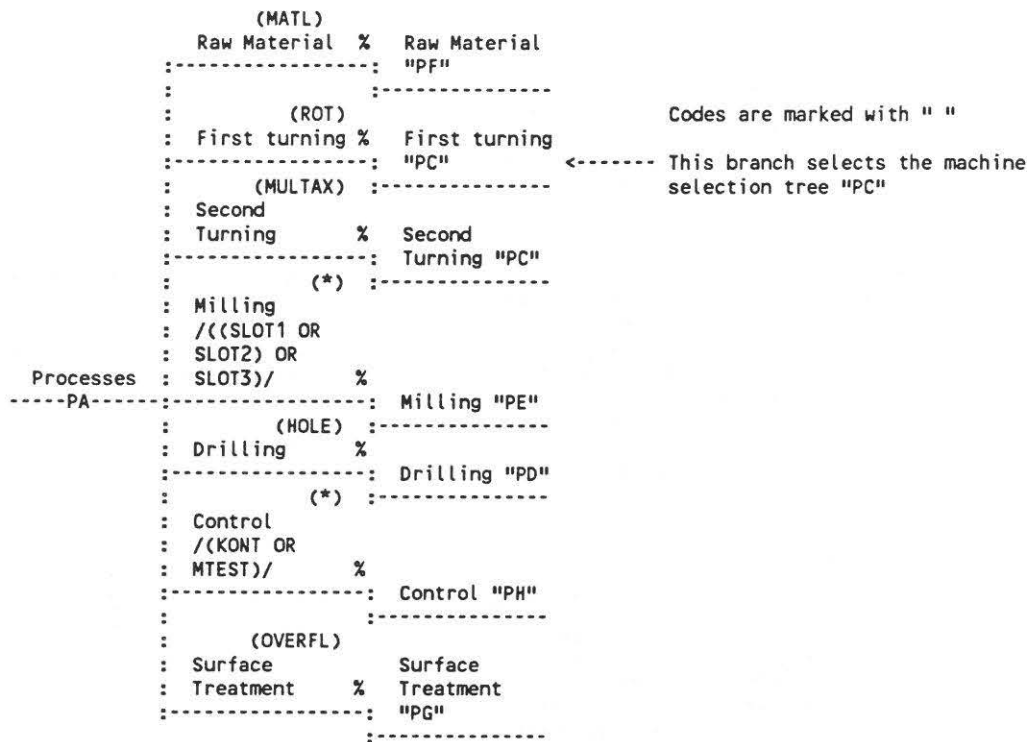 (MATL)
Raw Material % Raw Material
"PF"
(ROT) Codes are marked with " "
First turning % First turning
"PC" <------- This branch selects the machine
(MULTAX) selection tree "PC"
Second
Turning % Second
Turning "PC"
(*)
Milling
/((SLOT1 OR
SLOT2) OR
Processes SLOT3)/ %
-----PA------ Milling "PE"
(HOLE)
Drilling %
Drilling "PD"
(*)
Control
/(KONT OR
MTEST)/ %
Control "PH"
(OVERFL)
Surface Surface
Treatment % Treatment
"PG"